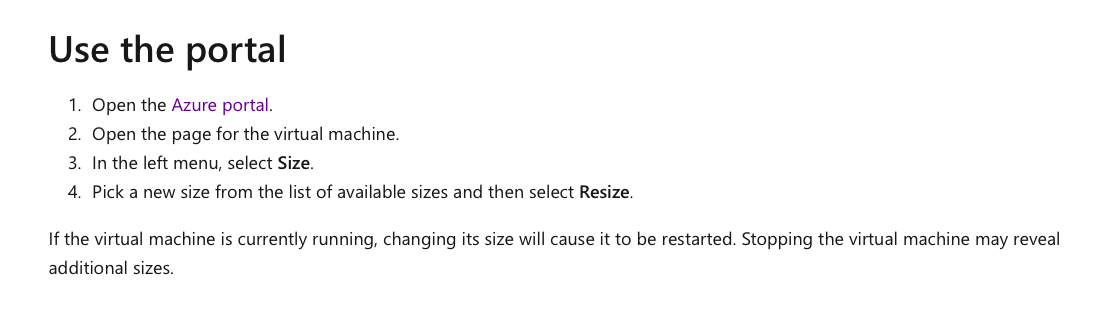 Use the portal
1. Open the Azure portal.
2. Open the page for the virtual machine.
3. In the left menu, select Size.
4. Pick a new size from the list of available sizes and then select Resize.
If the virtual machine is currently running, changing its size will cause it to be restarted. Stopping the virtual machine may reveal
additional sizes.